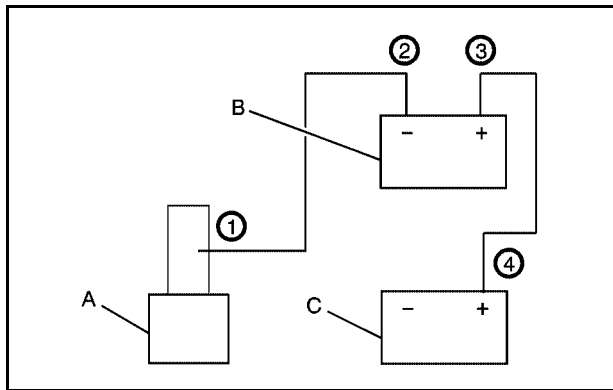 ② ③
B
− +
①
④
A
C
− +